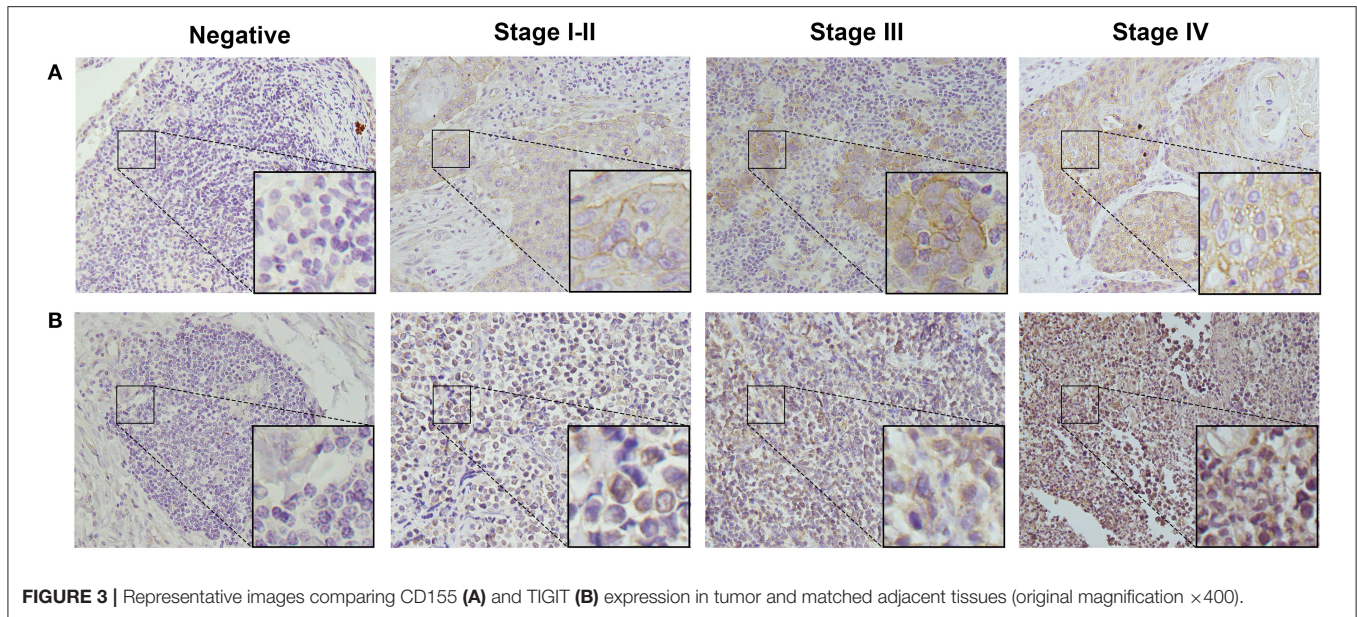 Negative
Stage I-II
Stage III
Stage IV
A
B
FIGURE 3 | Representative images comparing CD155 (A) and TIGIT (B) expression in tumor and matched adjacent tissues (original magnification ×400).